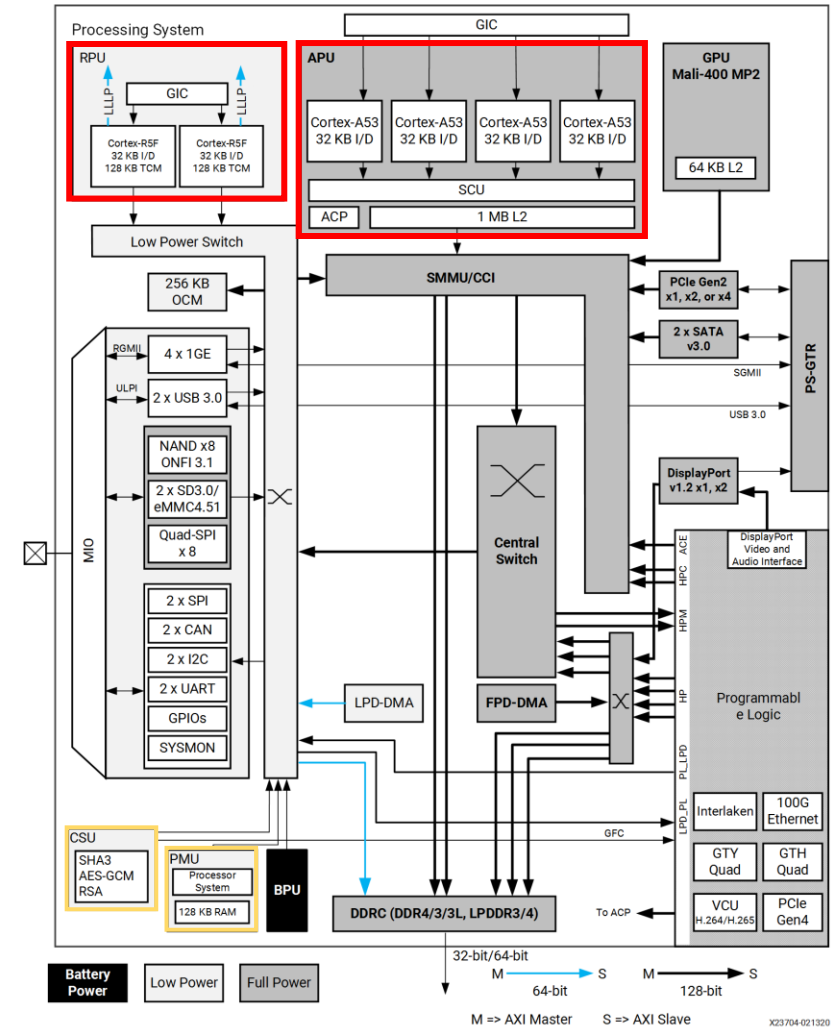 Processing System
RPU
LLLP
LLLP
GIC
Cortex-R5F
32 KB I/D
128 KB TCM
Cortex-R5F
32 KB I/D
128 KB TCM
GIC
APU
Cortex-A53
32 KB I/D
Cortex-A53
32 KB I/D
Cortex-A53
32 KB I/D
Cortex-A53
32 KB I/D
SCU
ACP
1 MB L2
GPU
Mali-400 MP2
64 KB L2
Low Power Switch
256 KB
OCM
SMMU/CCI
PCIe Gen2
x1, x2, or x4
2 x SATA
v3.0
PS-GTR
SGMII
USB 3.0
RGMII
4 x 1GE
ULPI
2 x USB 3.0
NAND x8
ONFI 3.1
2 x SD3.0/
eMMC4.51
Quad-SPI
x 8
MIO
2 x SPI
2 x CAN
2 x I2C
2 x UART
GPIOs
SYSMON
Central
Switch
DisplayPort
v1.2 x1, x2
DisplayPort
Video and
Audio Interface
ACE
HPC
HPM
HP
PL_LPD
LPD_PL
LPD-DMA
FPD-DMA
Programmabl
e Logic
Interlaken
100G
Ethernet
GTY
Quad
GTH
Quad
VCU
H.264/H.265
PCIe
Gen4
GFC
To ACP
CSU
SHA3
AES-GCM
RSA
PMU
Processor
System
128 KB RAM
BPU
DDRC (DDR4/3/3L, LPDDR3/4)
32-bit/64-bit
Battery
Power
Low Power
Full Power
M
S
64-bit
M
S
128-bit
M => AXI Master
S => AXI Slave
X23704-021320